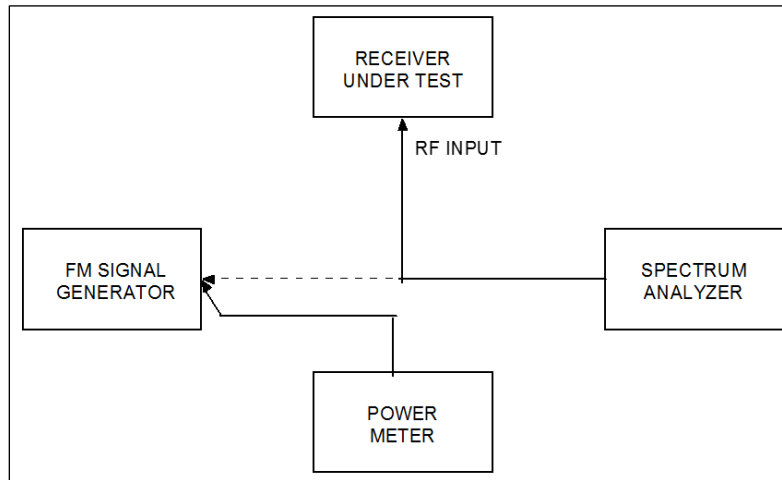 RECEIVER
UNDER TEST
RF INPUT
FM SIGNAL
GENERATOR
SPECTRUM
ANALYZER
POWER
METER